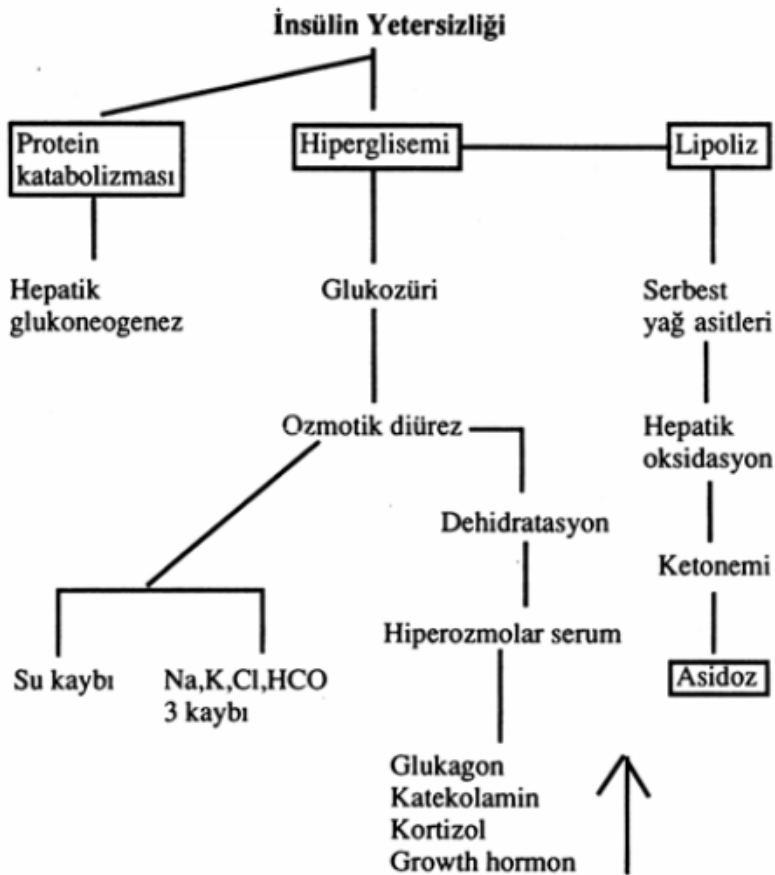 İnsülin Yetersizliği
Protein
katabolizması
Hiperglisemi
Lipoliz
Hepatik
glukoneogenez
Glukozüri
Serbest
yağ asitleri
Ozmotik diürez
Hepatik
oksidasyon
Dehidratasyon
Ketonemi
Hiperozmolar serum
Su kaybı
Na,K,Cl,HCO
3 kaybı
Asidoz
Glukagon
Katekolamin
Kortizol
Growth hormon